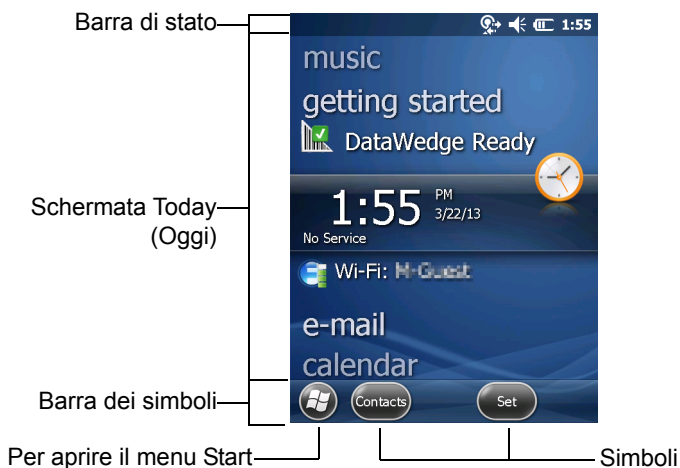 Barra di stato
1:55
music
getting started
DataWedge Ready
Schermata Today
(Oggi)
1:55 PM
3/22/13
No Service
Wi-Fi:
e-mail
calendar
Barra dei simboli
Contacts
Set
Per aprire il menu Start
Simboli